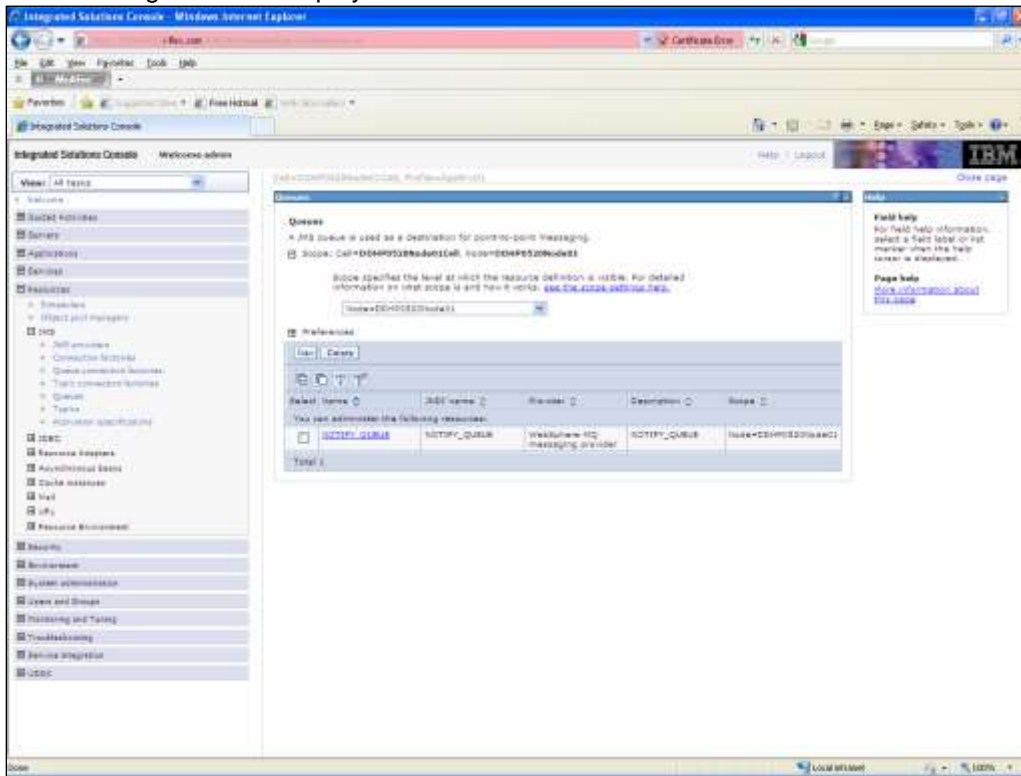 Integrated Solutions Console - Windows Internet Explorer
Certificate Error
File Edit View Favorites Tools Help
McAfee
Favorites Free Hotmail
Integrated Solutions Console
Page Safety Tools
Integrated Solutions Console Welcome admin
Help Logout
IBM
View: All tasks
Close page
Welcome
Guided Activities
Servers
Applications
Services
Resources
Schedulers
Object pool managers
JMS
JMS providers
Connection factories
Queue connection factories
Topic connection factories
Queues
Topics
Activation specifications
JDBC
Resource Adapters
Asynchronous beans
Cache instances
Mail
URL
Resource Environment
Security
Environment
System administration
Users and Groups
Monitoring and Tuning
Troubleshooting
Service integration
UDDI
Queues
Queues
A JMS queue is used as a destination for point-to-point messaging.
Scope: Cell=
Scope specifies the level at which the resource definition is visible. For detailed
information on what scope is and how it works, see the scope settings help.
Preferences
New Delete
Select Name JNDI name Provider Description Scope
You can administer the following resources:
NOTIFY_QUEUE NOTIFY_QUEUE WebSphere MQ messaging provider NOTIFY_QUEUE
Total 1
Help
Field help
For field help information,
select a field label or list
marker when the help
cursor is displayed.
Page help
More information about
this page
Done
Local intranet
100%